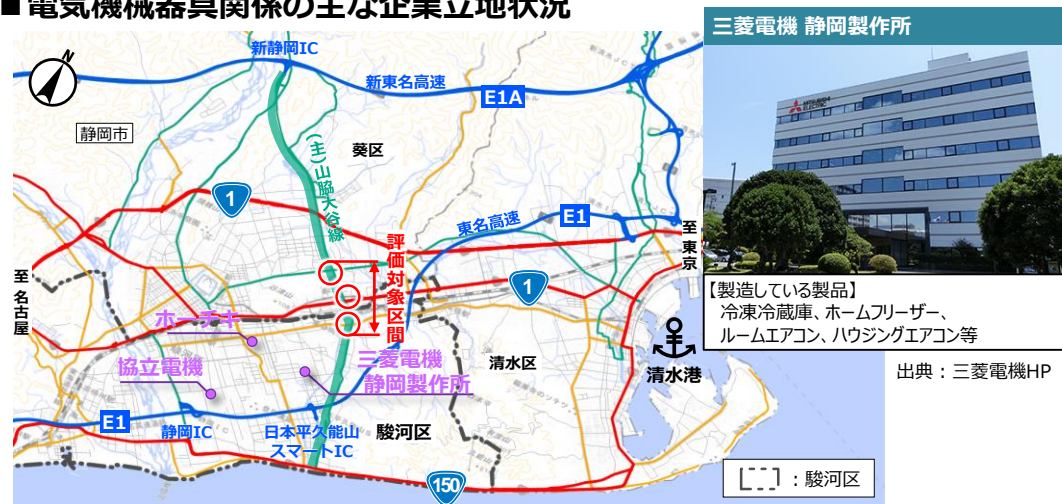 ■電気機械器具関係の主な企業立地状況
三菱電機 静岡製作所
新静岡IC
N
新東名高速
E1A
静岡市
葵区
(主)山脇大谷線
1
東名高速
E1
至 東京
MITSUBISHI
ELECTRIC
評価対象区間
至 名古屋
1
【製造している製品】
冷凍冷蔵庫、ホームフリーザー、
ルームエアコン、ハウジングエアコン等
ホーチキ
協立電機
三菱電機
静岡製作所
清水区
清水港
出典：三菱電機HP
E1
静岡IC
日本平久能山
スマートIC
駿河区
150
：駿河区